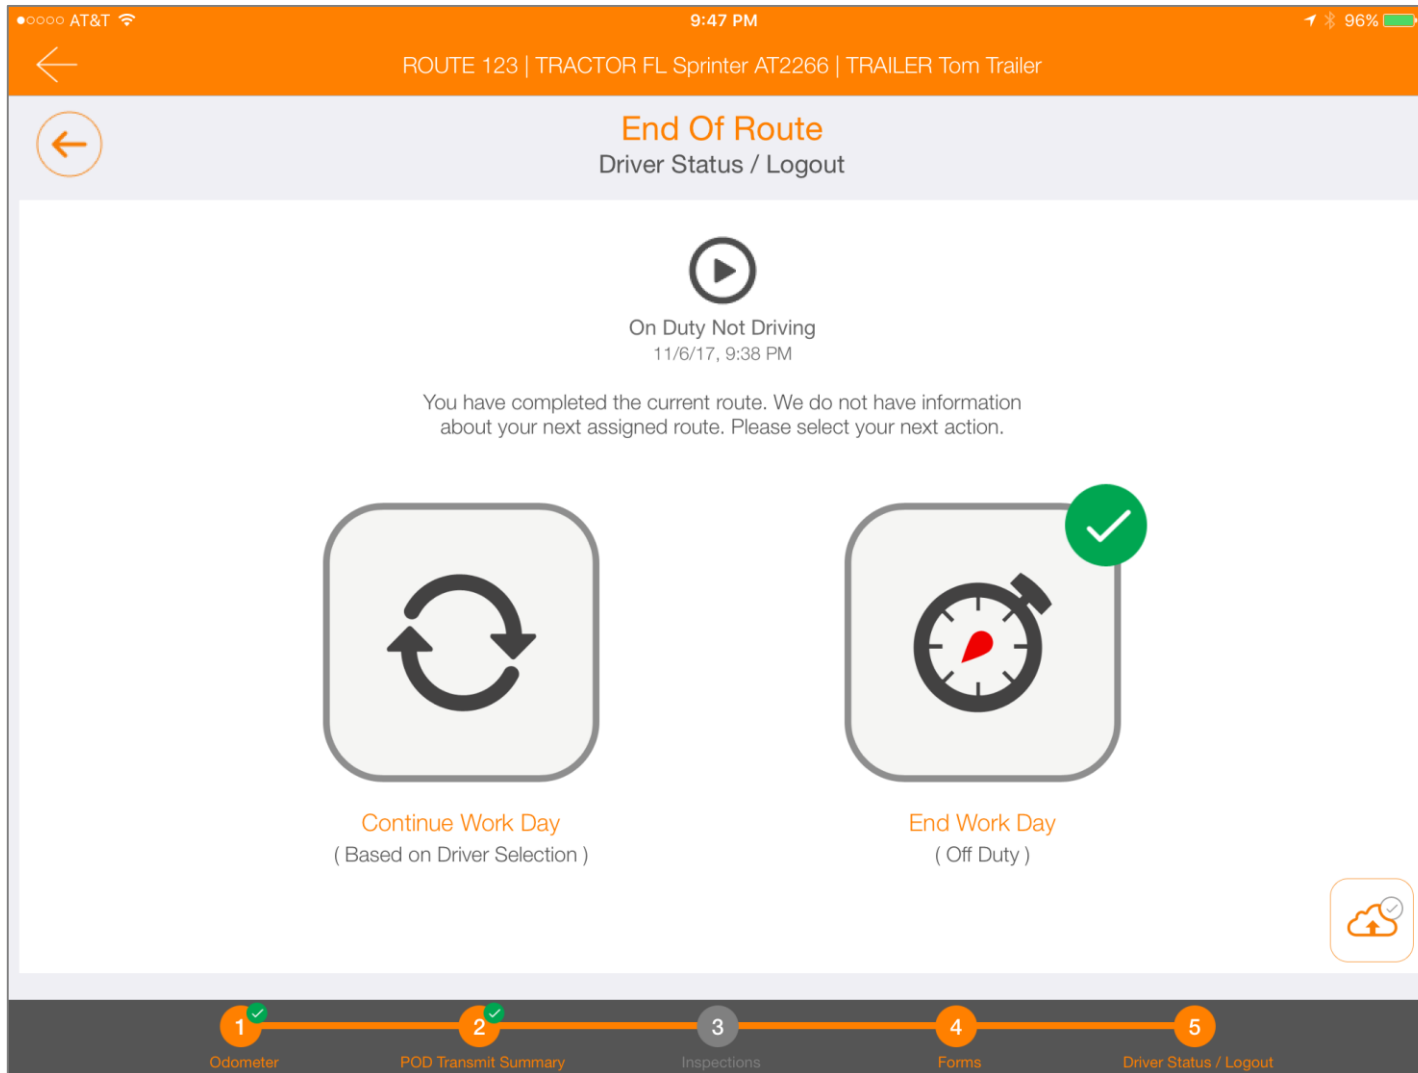 AT&T 9:47 PM 96%
ROUTE 123 | TRACTOR FL Sprinter AT2266 | TRAILER Tom Trailer
End Of Route
Driver Status / Logout
On Duty Not Driving
11/6/17, 9:38 PM
You have completed the current route. We do not have information
about your next assigned route. Please select your next action.
Continue Work Day
( Based on Driver Selection )
End Work Day
( Off Duty )
1 2 3 4 5
Odometer POD Transmit Summary Inspections Forms Driver Status / Logout